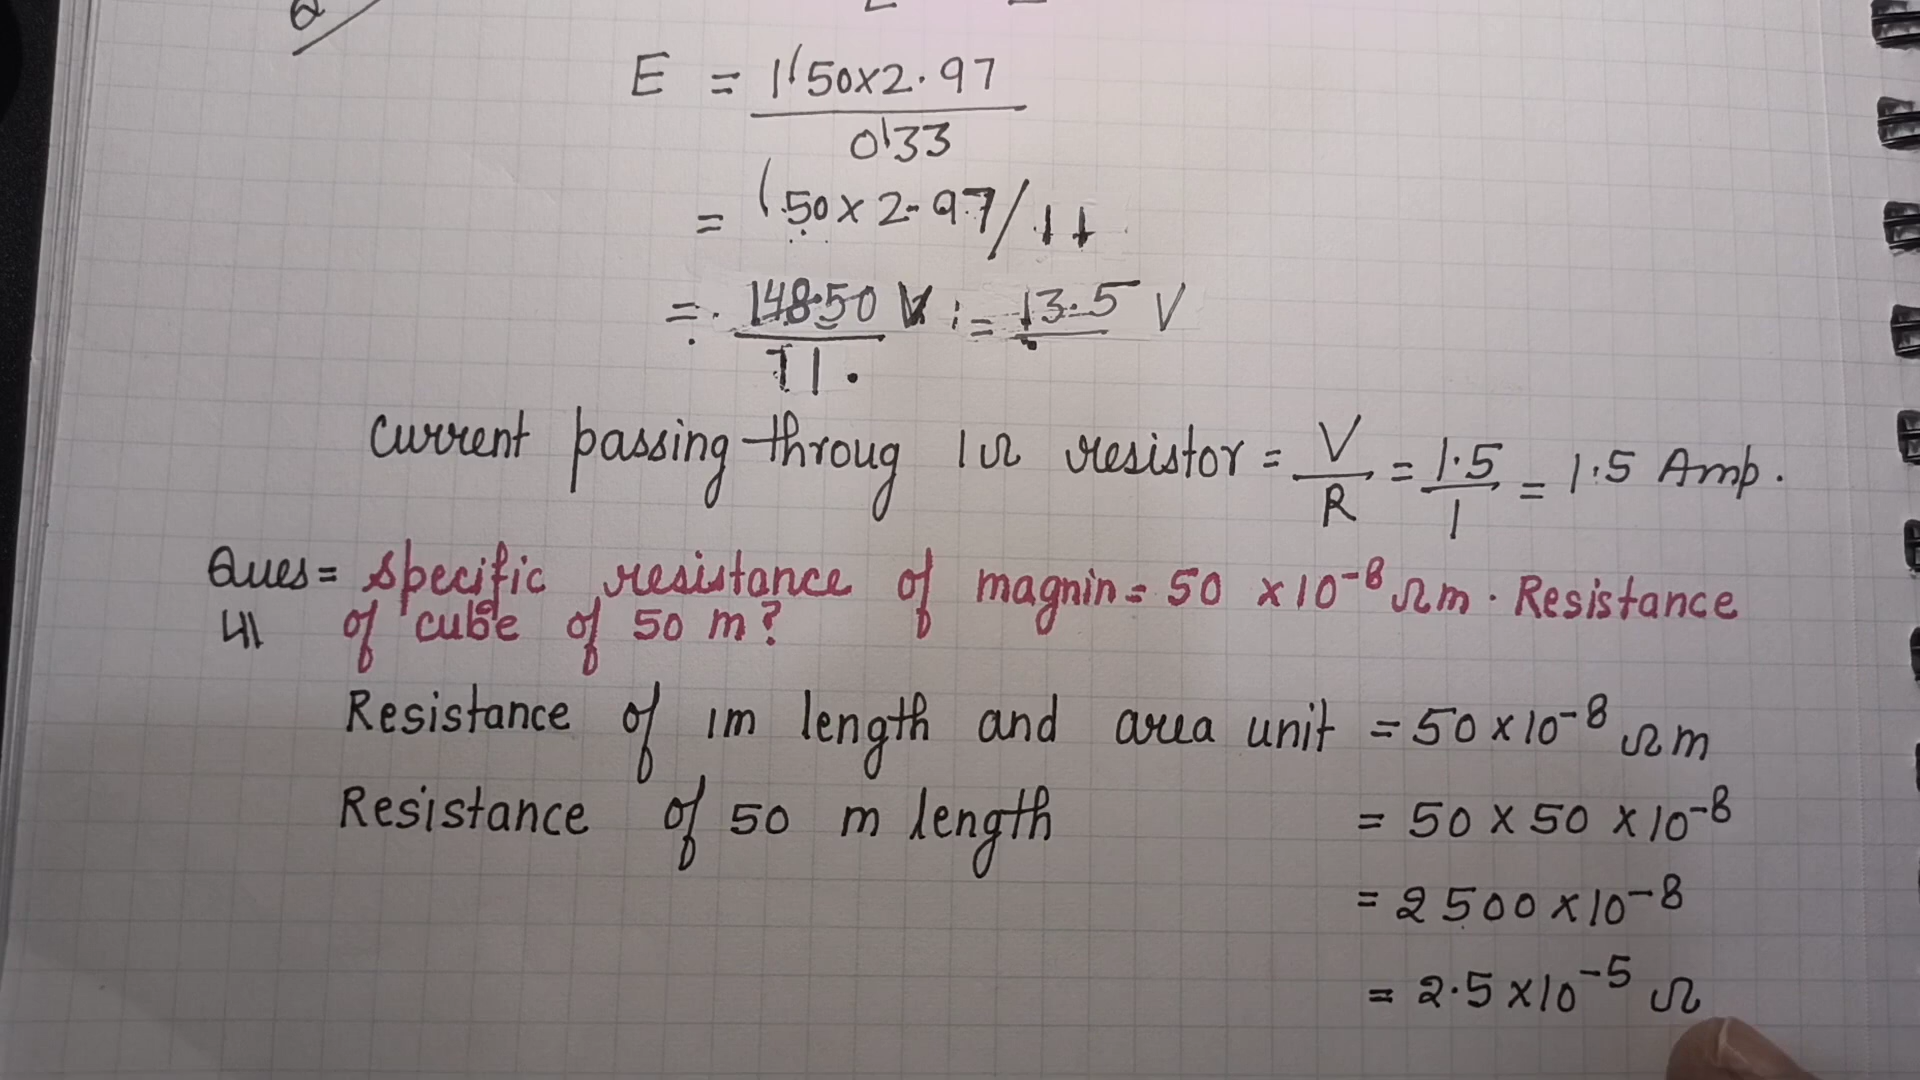 E = 1.50x2.97
0.33
= 1.50 x 2.97/.11
= 148.50 V = 13.5 V
11
Current passing throug 1Ω resistor = V/R = 1.5/1 = 1.5 Amp.
Ques = Specific resistance of magnin = 50 x 10⁻⁸ Ωm. Resistance
41 of cube of 50 m?
Resistance of 1m length and area unit = 50 x 10⁻⁸ Ωm
Resistance of 50 m length = 50 x 50 x 10⁻⁸
= 2500 x 10⁻⁸
= 2.5 x 10⁻⁵ Ω